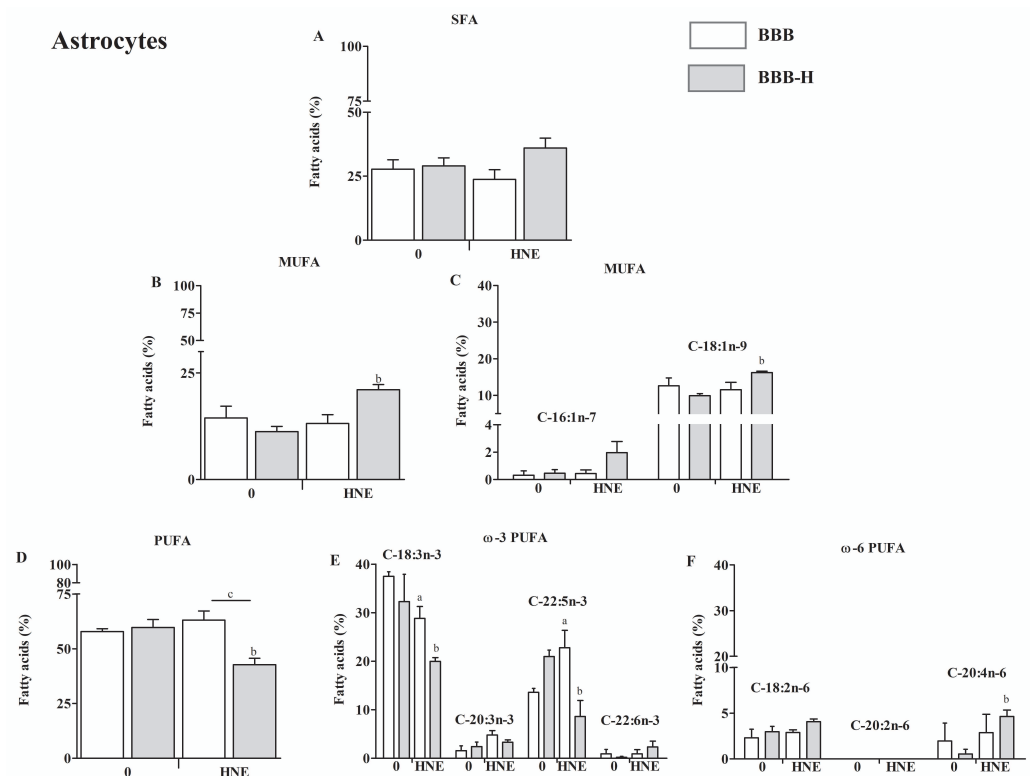 Astrocytes
BBB
BBB-H
A
SFA
Fatty acids (%)
100
75
50
25
0
0 HNE
B
MUFA
Fatty acids (%)
100
75
50
25
0
b
0 HNE
C
MUFA
Fatty acids (%)
40
30
20
10
4
2
0
C-16:1n-7
C-18:1n-9
b
0 HNE 0 HNE
D
PUFA
Fatty acids (%)
100
80
75
50
25
0
c
b
0 HNE
E
ω-3 PUFA
Fatty acids (%)
40
30
20
10
0
C-18:3n-3
a
b
C-20:3n-3
C-22:5n-3
a
b
C-22:6n-3
0 HNE 0 HNE 0 HNE 0 HNE
F
ω-6 PUFA
Fatty acids (%)
40
30
20
10
5
0
C-18:2n-6
C-20:2n-6
C-20:4n-6
b
0 HNE 0 HNE 0 HNE